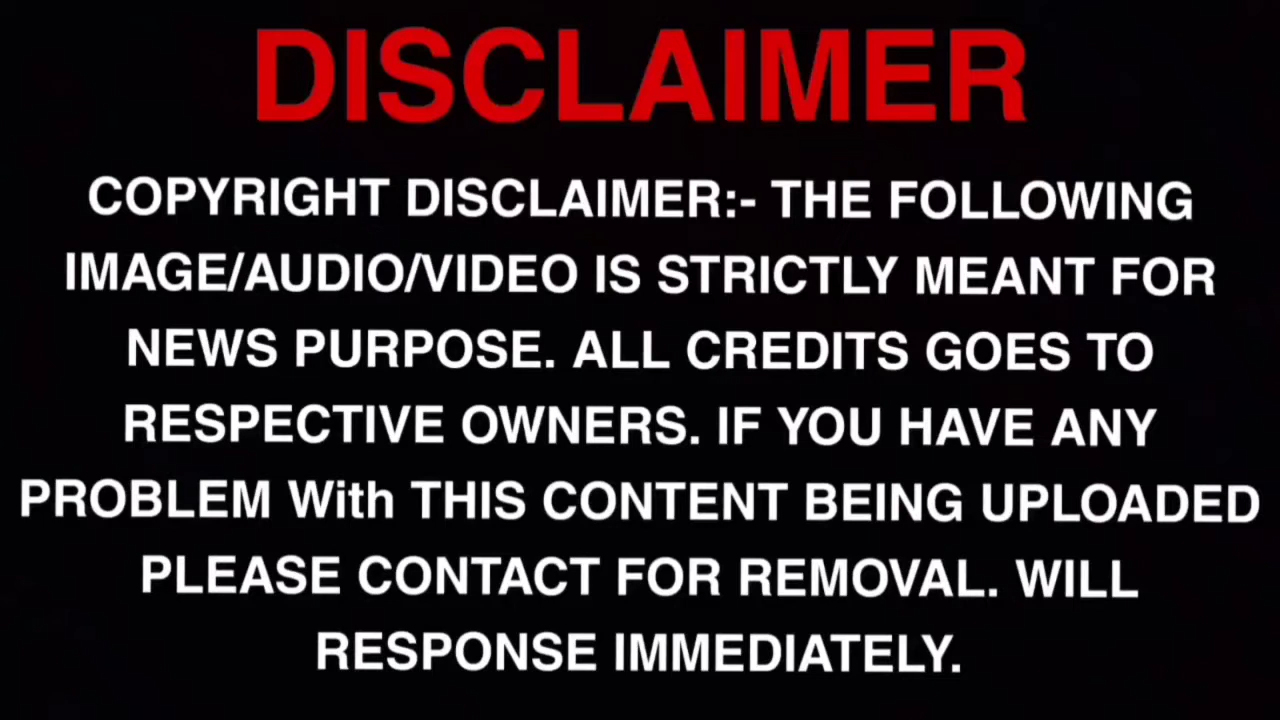 DISCLAIMER
COPYRIGHT DISCLAIMER:- THE FOLLOWING
IMAGE/AUDIO/VIDEO IS STRICTLY MEANT FOR
NEWS PURPOSE. ALL CREDITS GOES TO
RESPECTIVE OWNERS. IF YOU HAVE ANY
PROBLEM With THIS CONTENT BEING UPLOADED
PLEASE CONTACT FOR REMOVAL. WILL
RESPONSE IMMEDIATELY.